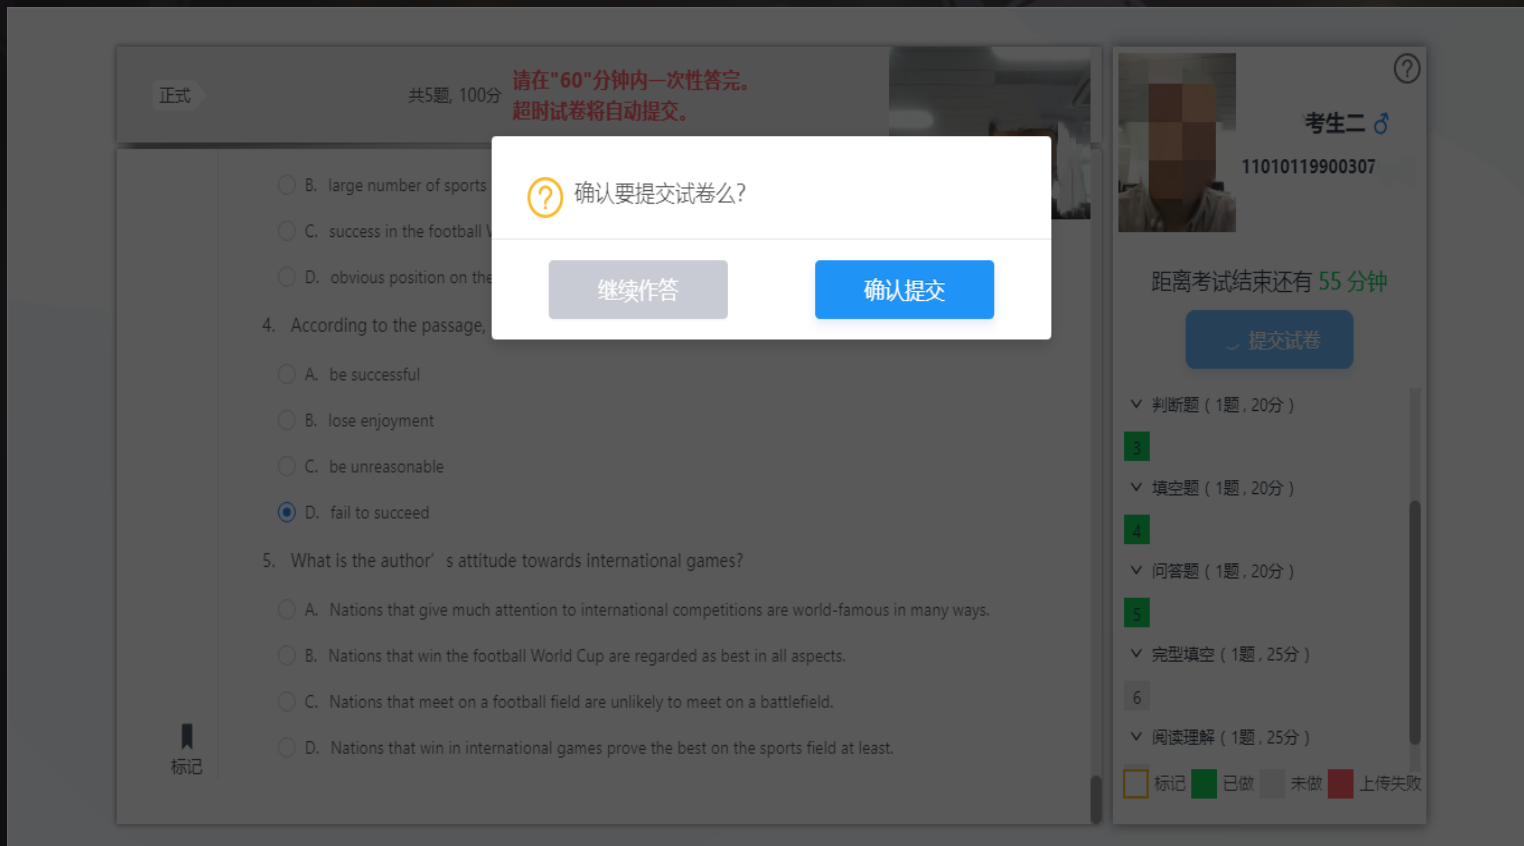 正式
共5题, 100分
请在"60"分钟内一次性答完。
超时试卷将自动提交。
确认要提交试卷么?
继续作答
确认提交
B. large number of sports
C. success in the football
D. obvious position on the
4. According to the passage,
A. be successful
B. lose enjoyment
C. be unreasonable
D. fail to succeed
5. What is the author’s attitude towards international games?
A. Nations that give much attention to international competitions are world-famous in many ways.
B. Nations that win the football World Cup are regarded as best in all aspects.
C. Nations that meet on a football field are unlikely to meet on a battlefield.
D. Nations that win in international games prove the best on the sports field at least.
标记
考生二
11010119900307
距离考试结束还有 55 分钟
提交试卷
判断题 ( 1题 , 20分 )
3
填空题 ( 1题 , 20分 )
4
问答题 ( 1题 , 20分 )
5
完型填空 ( 1题 , 25分 )
6
阅读理解 ( 1题 , 25分 )
标记 已做 未做 上传失败